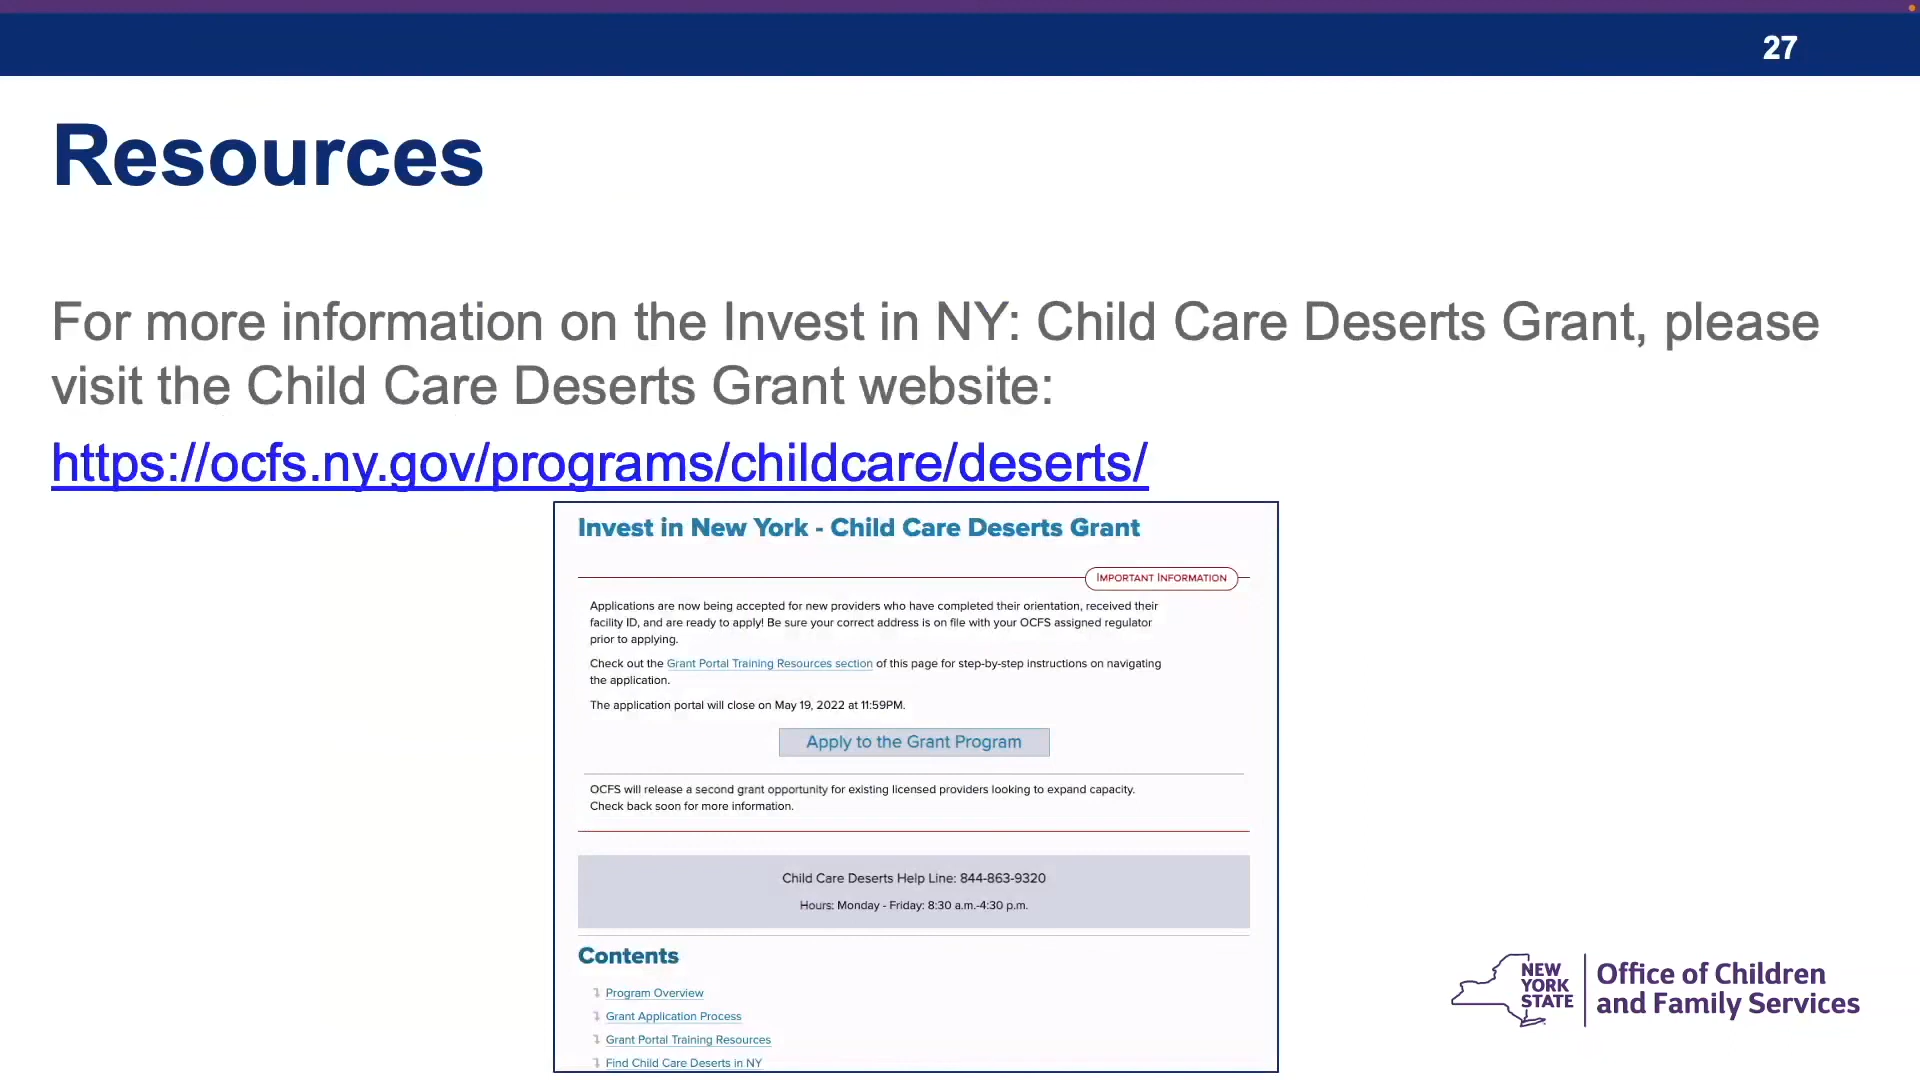 27
Resources
For more information on the Invest in NY: Child Care Deserts Grant, please
visit the Child Care Deserts Grant website:
https://ocfs.ny.gov/programs/childcare/deserts/
Invest in New York - Child Care Deserts Grant
IMPORTANT INFORMATION
Applications are now being accepted for new providers who have completed their orientation, received their
facility ID, and are ready to apply! Be sure your correct address is on file with your OCFS assigned regulator
prior to applying.
Check out the Grant Portal Training Resources section of this page for step-by-step instructions on navigating
the application.
The application portal will close on May 19, 2022 at 11:59PM.
Apply to the Grant Program
OCFS will release a second grant opportunity for existing licensed providers looking to expand capacity.
Check back soon for more information.
Child Care Deserts Help Line: 844-863-9320
Hours: Monday - Friday: 8:30 a.m.-4:30 p.m.
Contents
Program Overview
Grant Application Process
Grant Portal Training Resources
Find Child Care Deserts in NY
NEW
YORK
STATE
Office of Children
and Family Services